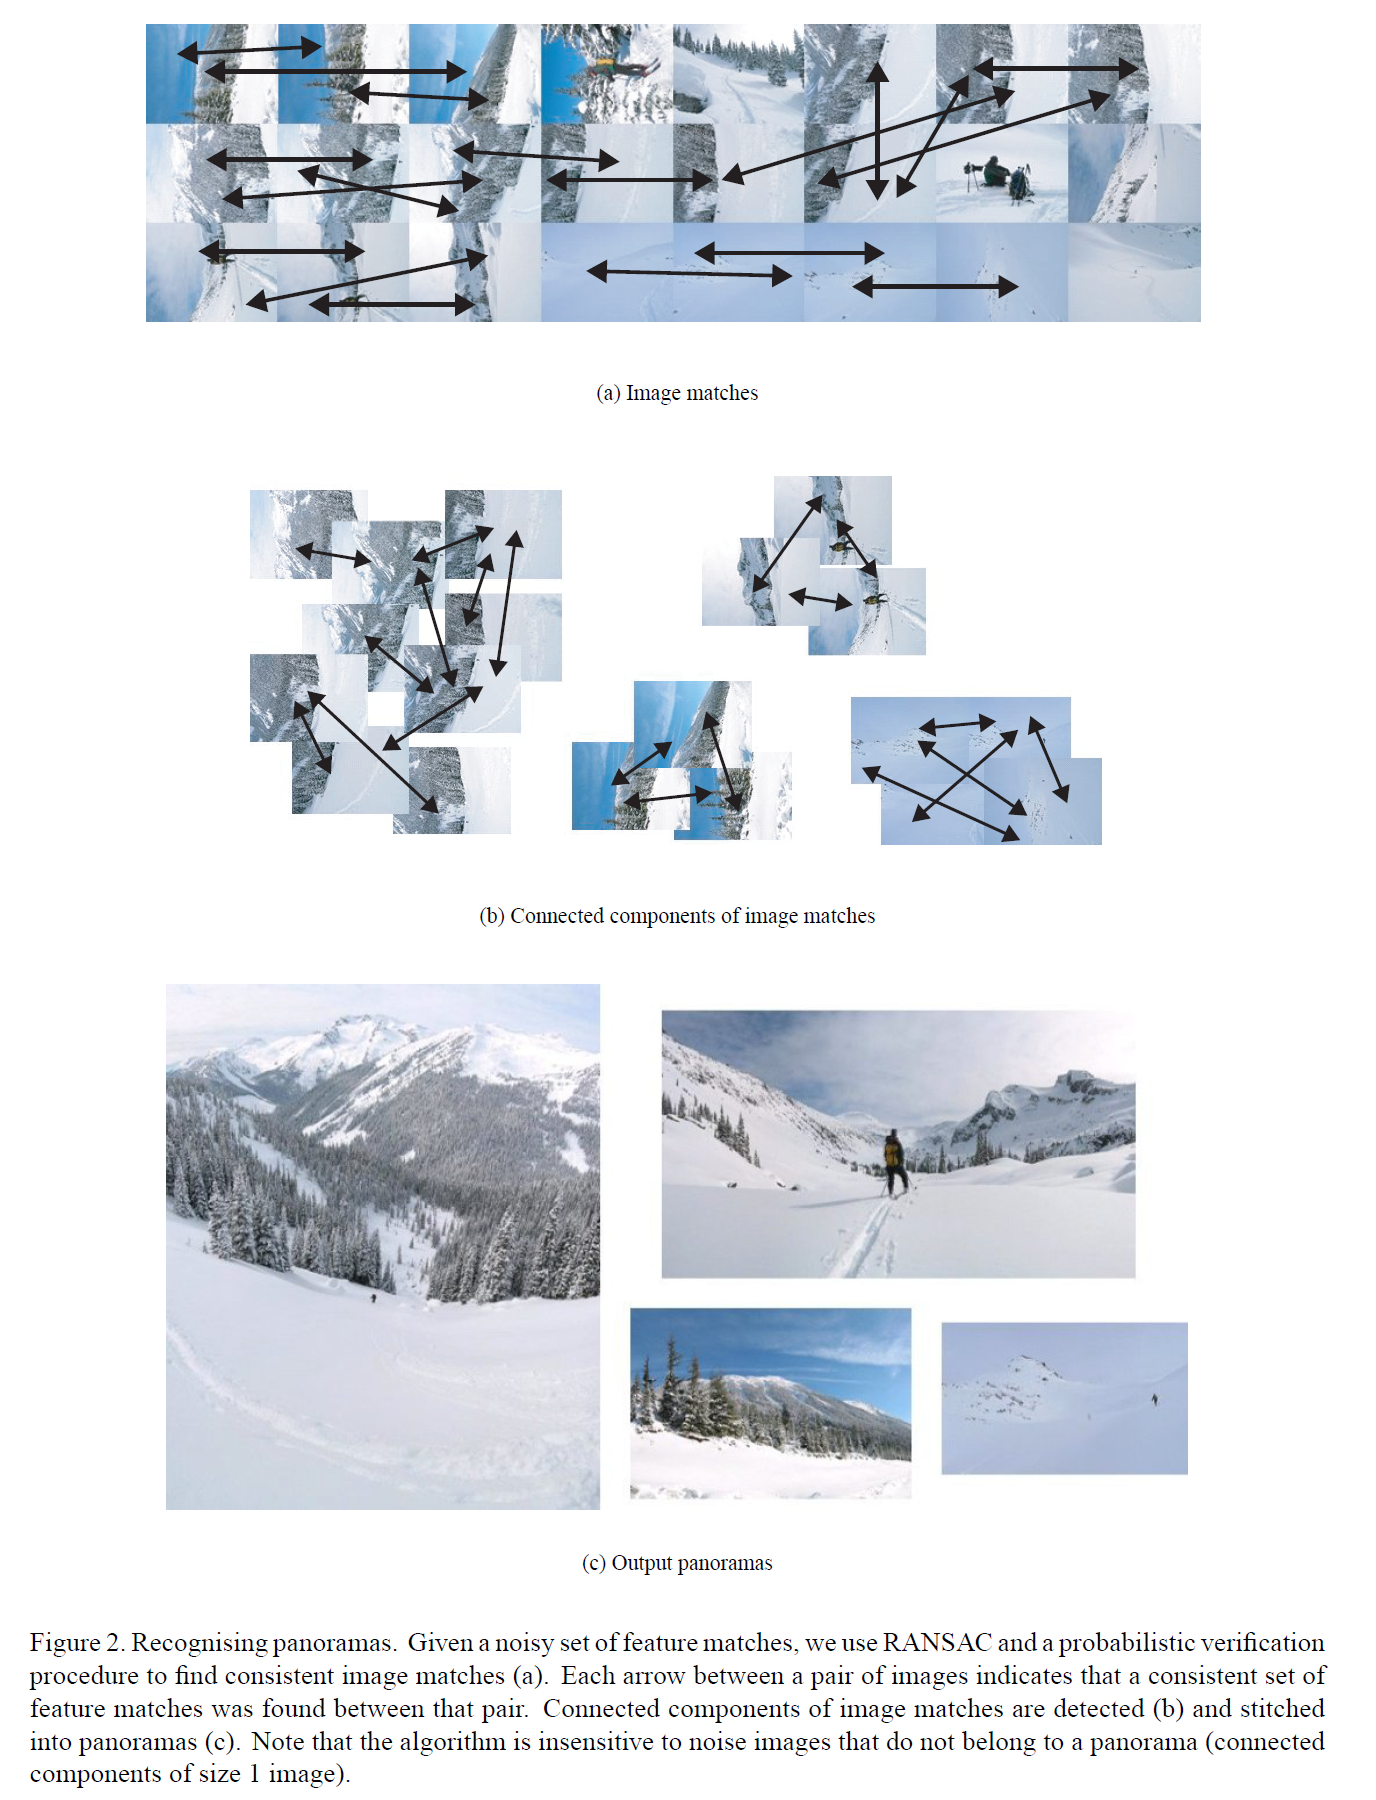 (a) Image matches
(b) Connected components of image matches
(c) Output panoramas
Figure 2. Recognising panoramas. Given a noisy set of feature matches, we use RANSAC and a probabilistic verification
procedure to find consistent image matches (a). Each arrow between a pair of images indicates that a consistent set of
feature matches was found between that pair. Connected components of image matches are detected (b) and stitched
into panoramas (c). Note that the algorithm is insensitive to noise images that do not belong to a panorama (connected
components of size 1 image).